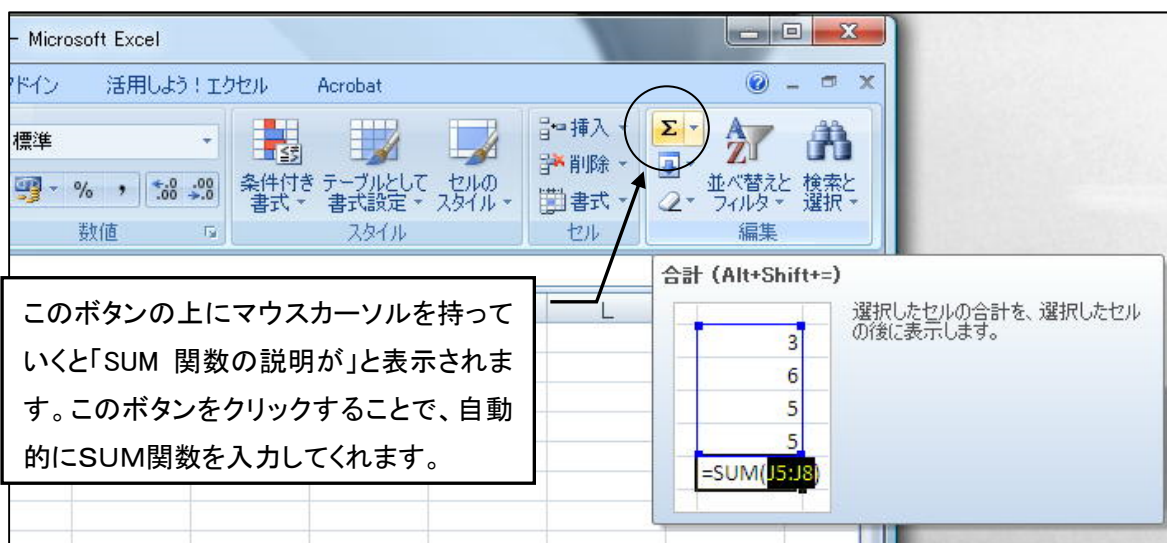 - Microsoft Excel
アドイン 活用しよう！エクセル Acrobat
標準
% , .0 .00 .00 .0
条件付き書式
テーブルとして書式設定
セルのスタイル
挿入
削除
書式
Σ
並べ替えとフィルタ
検索と選択
数値 スタイル セル 編集
L
このボタンの上にマウスカーソルを持って
いくと「SUM 関数の説明が」と表示されま
す。このボタンをクリックすることで、自動
的にＳＵＭ関数を入力してくれます。
合計 (Alt+Shift+=)
選択したセルの合計を、選択したセル
の後に表示します。
3
6
5
5
=SUM(J5:J8)